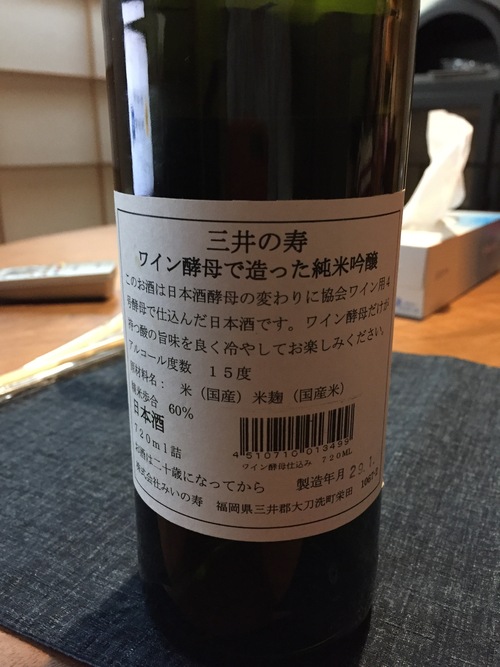 三井の寿
ワイン酵母で造った純米吟醸
このお酒は日本酒酵母の変わりに協会ワイン用4
号酵母で仕込んだ日本酒です。ワイン酵母だけが
持つ酸の旨味を良く冷やしてお楽しみください。
アルコール度数 15度
原材料名: 米(国産)米麹(国産米)
精米歩合 60%
日本酒
720ml詰
4510710013499
ワイン酵母仕込み 720ML
お酒は二十歳になってから
製造年月 29.1.
株式会社みいの寿 福岡県三井郡大刀洗町栄田 1067-2